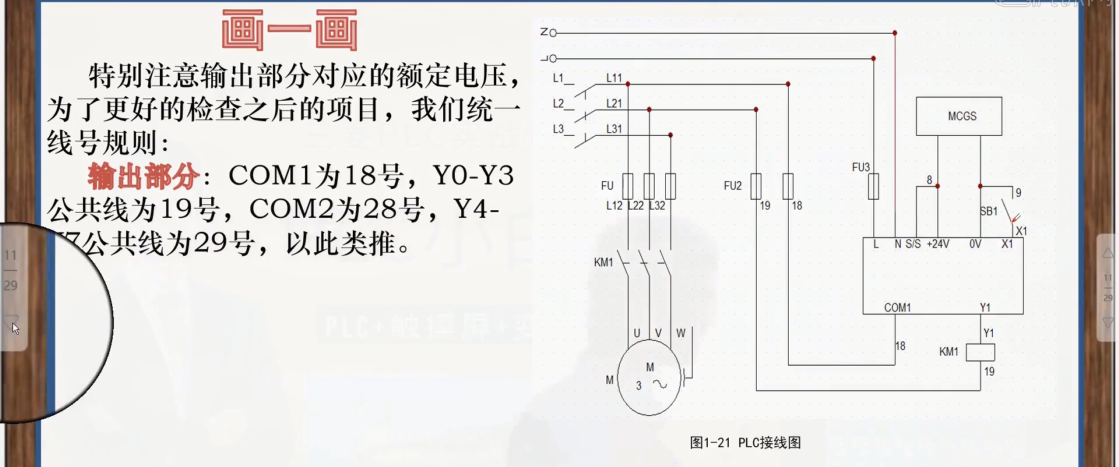 画一画
特别注意输出部分对应的额定电压，
为了更好的检查之后的项目，我们统一
线号规则：
输出部分：COM1为18号，Y0-Y3
公共线为19号，COM2为28号，Y4-
Y7公共线为29号，以此类推。
11
29
N
L
L1 L11
L2 L21
L3 L31
MCGS
FU FU2 FU3
8 9
L12 L22 L32 19 18
SB1
X1
L N S/S +24V 0V X1
KM1
COM1 Y1
U V W
18 Y1
KM1
M
M
3
19
图1-21 PLC接线图
11
29